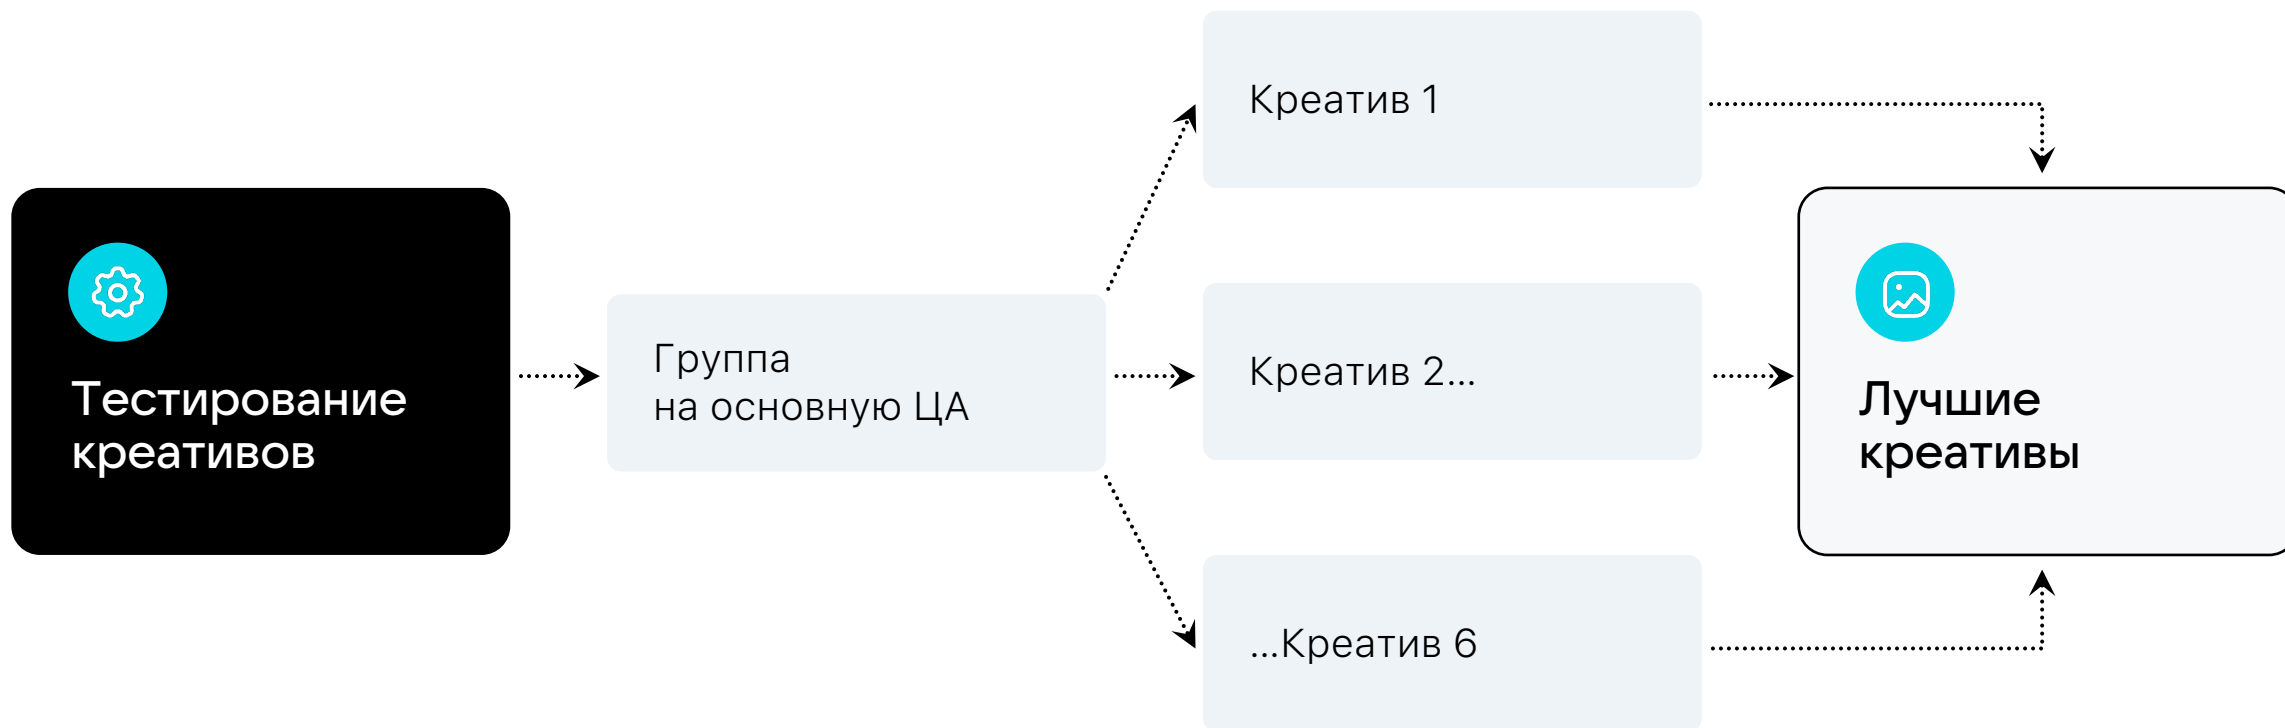 Тестирование
креативов
Группа
на основную ЦА
Креатив 1
Креатив 2...
...Креатив 6
Лучшие
креативы